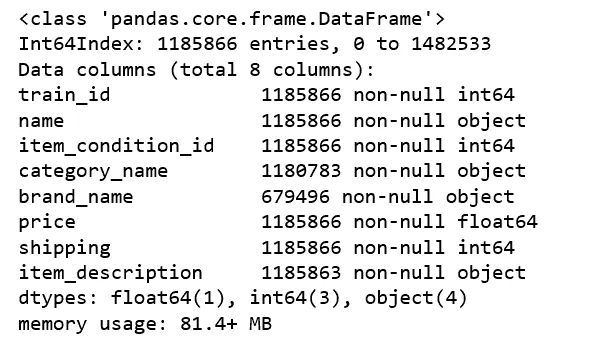 <class 'pandas.core.frame.DataFrame'>
Int64Index: 1185866 entries, 0 to 1482533
Data columns (total 8 columns):
train_id             1185866 non-null int64
name                 1185866 non-null object
item_condition_id    1185866 non-null int64
category_name        1180783 non-null object
brand_name           679496 non-null object
price                1185866 non-null float64
shipping             1185866 non-null int64
item_description     1185863 non-null object
dtypes: float64(1), int64(3), object(4)
memory usage: 81.4+ MB